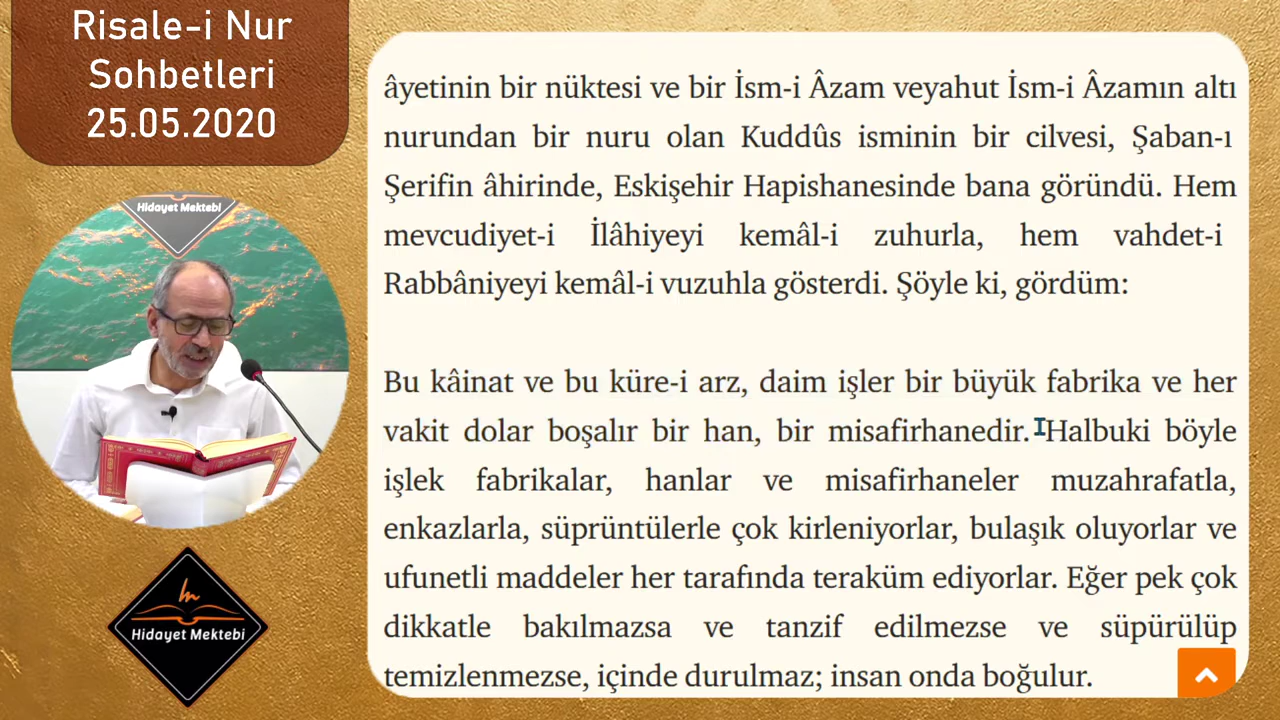 Risale-i Nur
Sohbetleri
25.05.2020
Hidayet Mektebi
Hidayet Mektebi
âyetinin bir nüktesi ve bir İsm-i Âzam veyahut İsm-i Âzamın altı
nurundan bir nuru olan Kuddûs isminin bir cilvesi, Şaban-ı
Şerifin âhirinde, Eskişehir Hapishanesinde bana göründü. Hem
mevcudiyet-i İlâhiyeyi kemâl-i zuhurla, hem vahdet-i
Rabbâniyeyi kemâl-i vuzuhla gösterdi. Şöyle ki, gördüm:
Bu kâinat ve bu küre-i arz, daim işler bir büyük fabrika ve her
vakit dolar boşalır bir han, bir misafirhanedir. Halbuki böyle
işlek fabrikalar, hanlar ve misafirhaneler muzahrafatla,
enkazlarla, süprüntülerle çok kirleniyorlar, bulaşık oluyorlar ve
ufunetli maddeler her tarafında teraküm ediyorlar. Eğer pek çok
dikkatle bakılmazsa ve tanzif edilmezse ve süpürülüp
temizlenmezse, içinde durulmaz; insan onda boğulur.